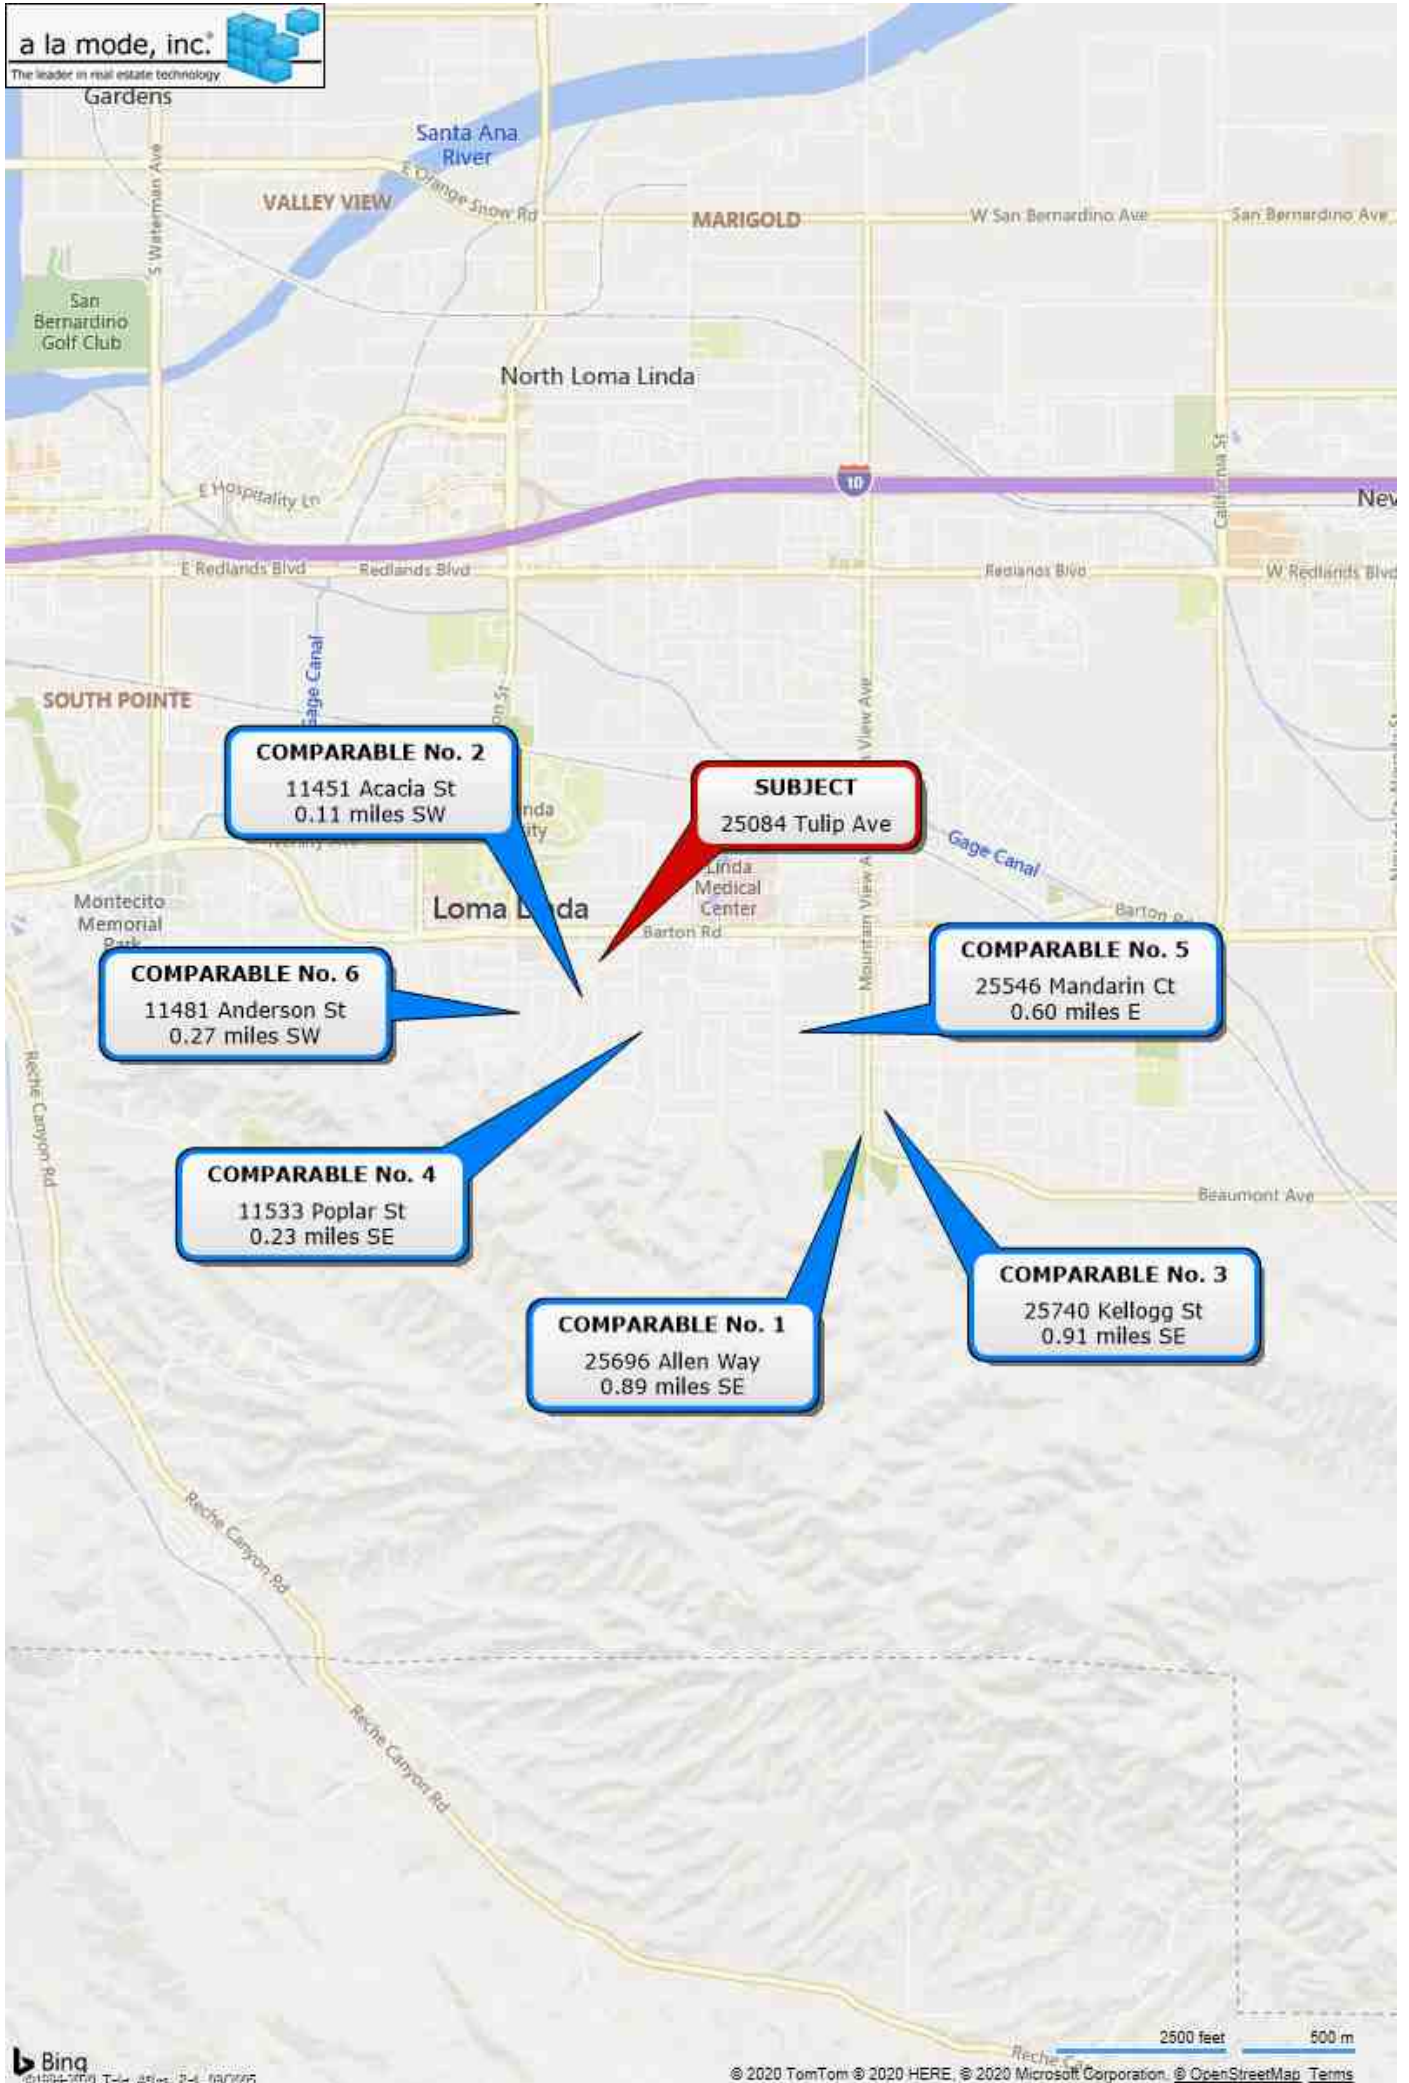 a la mode, inc.
The leader in real estate technology
Gardens
Santa Ana
River
E Orange Show Rd
VALLEY VIEW
MARIGOLD
W San Bernardino Ave
San Bernardino Ave
S Waterman Ave
San
Bernardino
Golf Club
North Loma Linda
10
E Hospitality Ln
California St
E Redlands Blvd
Redlands Blvd
Redlands Blvd
W Redlands Blvd
Gage Canal
SOUTH POINTE
COMPARABLE No. 2
11451 Acacia St
0.11 miles SW
SUBJECT
25084 Tulip Ave
Gage Canal
Linda
Medical
Center
Mountain View Ave
Montecito
Memorial
Park
Loma Linda
Barton Rd
Barton Rd
COMPARABLE No. 5
25546 Mandarin Ct
0.60 miles E
COMPARABLE No. 6
11481 Anderson St
0.27 miles SW
Reche Canyon Rd
COMPARABLE No. 4
11533 Poplar St
0.23 miles SE
Beaumont Ave
COMPARABLE No. 3
25740 Kellogg St
0.91 miles SE
COMPARABLE No. 1
25696 Allen Way
0.89 miles SE
Reche Canyon Rd
Reche Canyon Rd
2500 feet
500 m
Bing
© 2020 TomTom © 2020 HERE, © 2020 Microsoft Corporation, © OpenStreetMap Terms